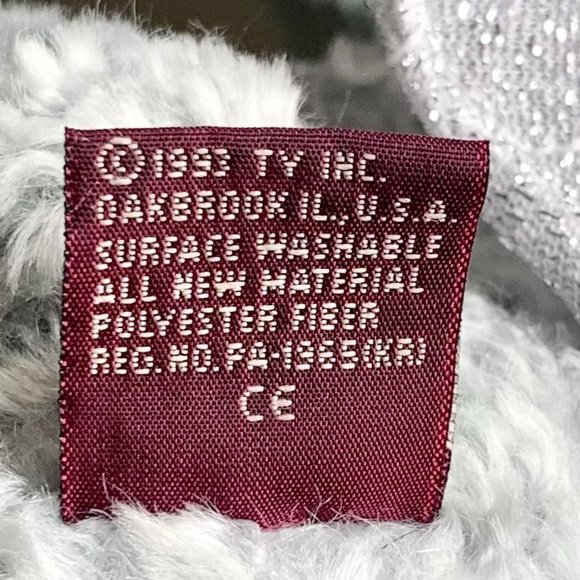 © 1993 TY INC.
OAKBROOK IL., U.S.A.
SURFACE WASHABLE
ALL NEW MATERIAL
POLYESTER FIBER
REG. NO. PA-1965(KR)
CE